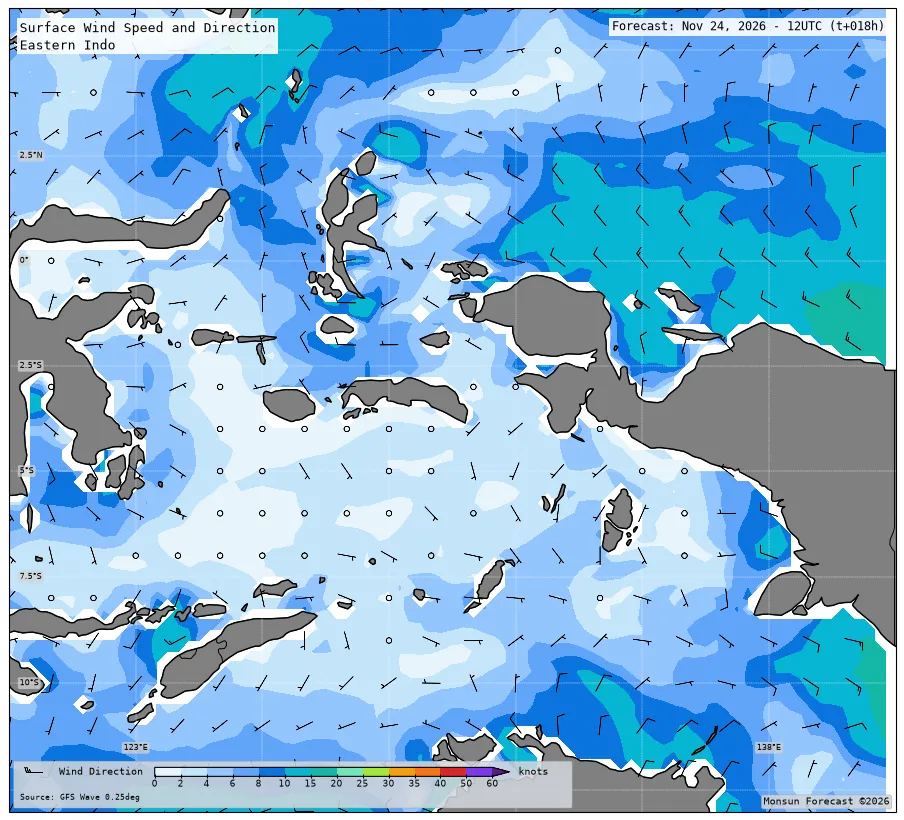 Surface Wind Speed and Direction
Eastern Indo
Forecast: Nov 24, 2026 - 12UTC (t+018h)
2.5°N
0°
2.5°S
5°S
7.5°S
10°S
123°E
138°E
Wind Direction
0 2 4 6 8 10 15 20 25 30 35 40 50 60
knots
Source: GFS Wave 0.25deg
Monsun Forecast ©2026